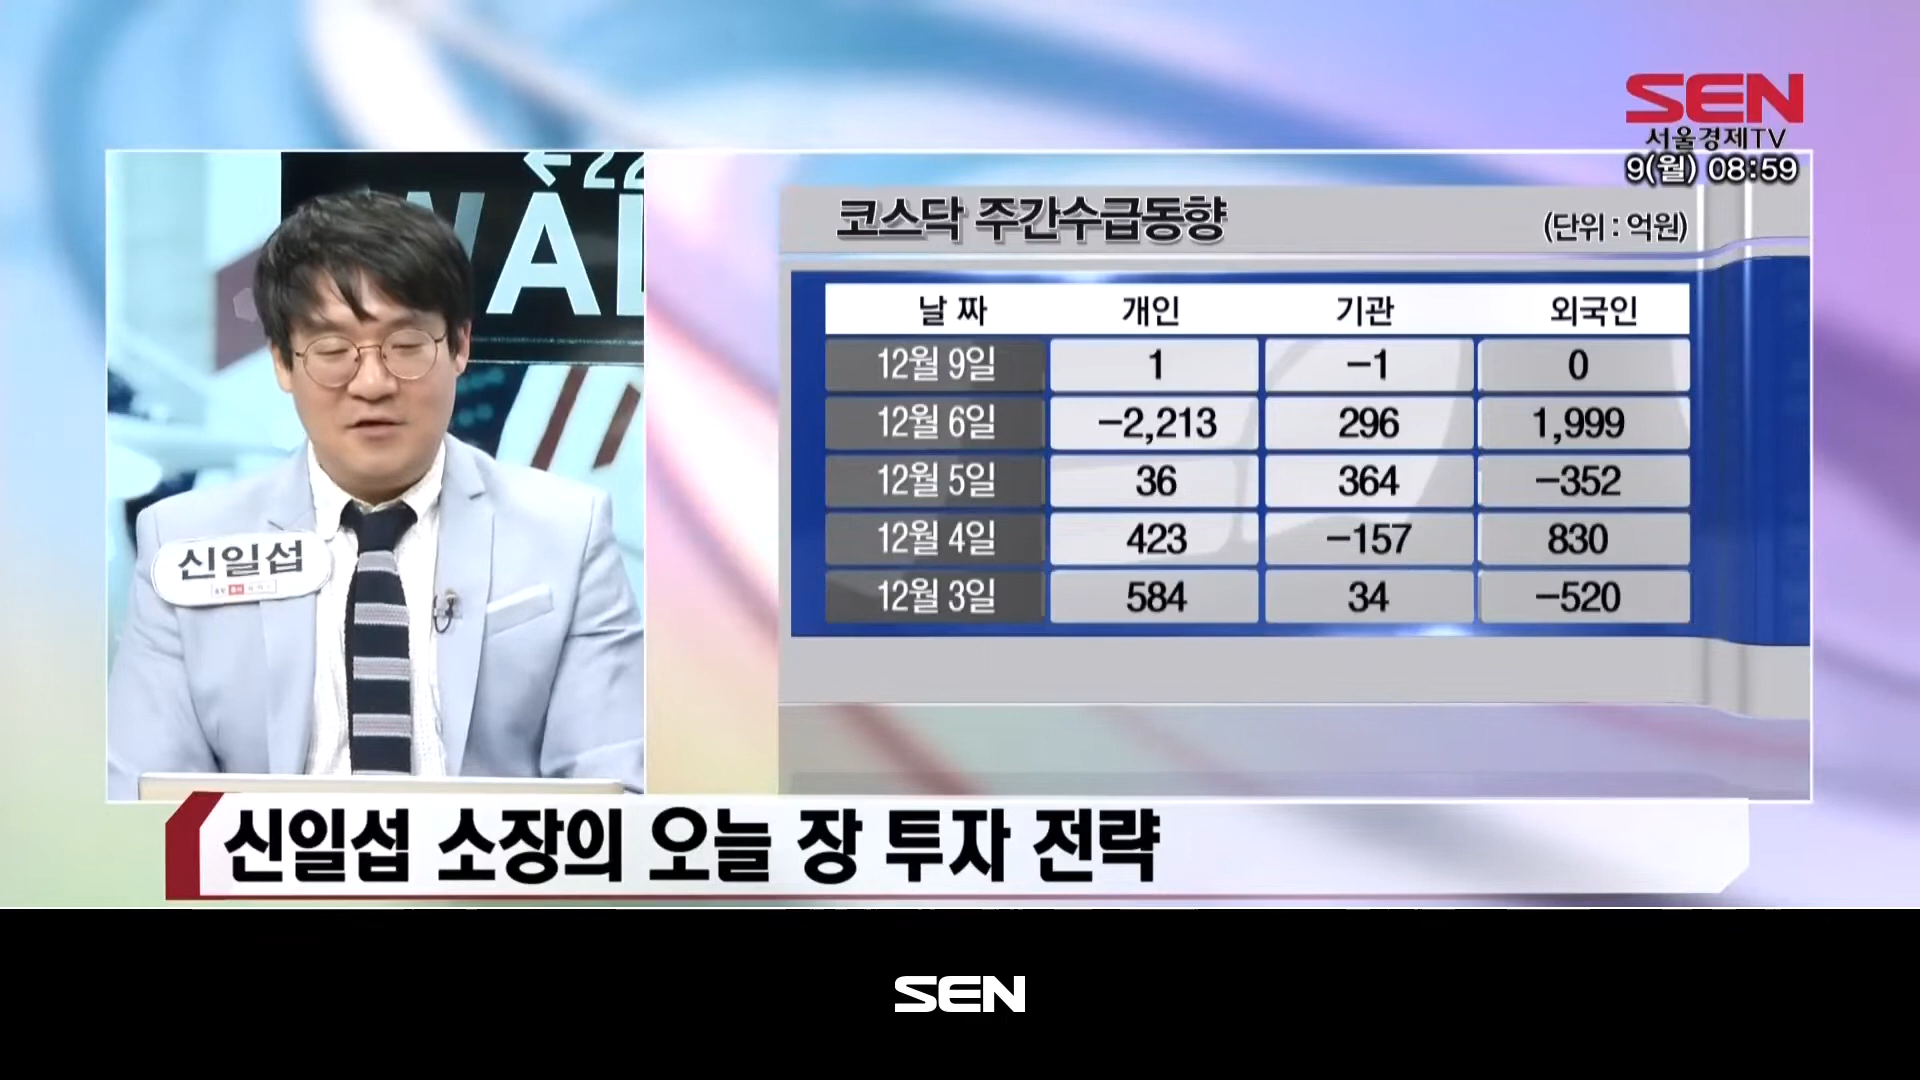 SEN
서울경제TV
9(월) 08:59
코스닥 주간수급동향 (단위 : 억원)
날 짜 개인 기관 외국인
12월 9일 1 -1 0
12월 6일 -2,213 296 1,999
12월 5일 36 364 -352
12월 4일 423 -157 830
12월 3일 584 34 -520
신일섭
신일섭 소장의 오늘 장 투자 전략
SEN